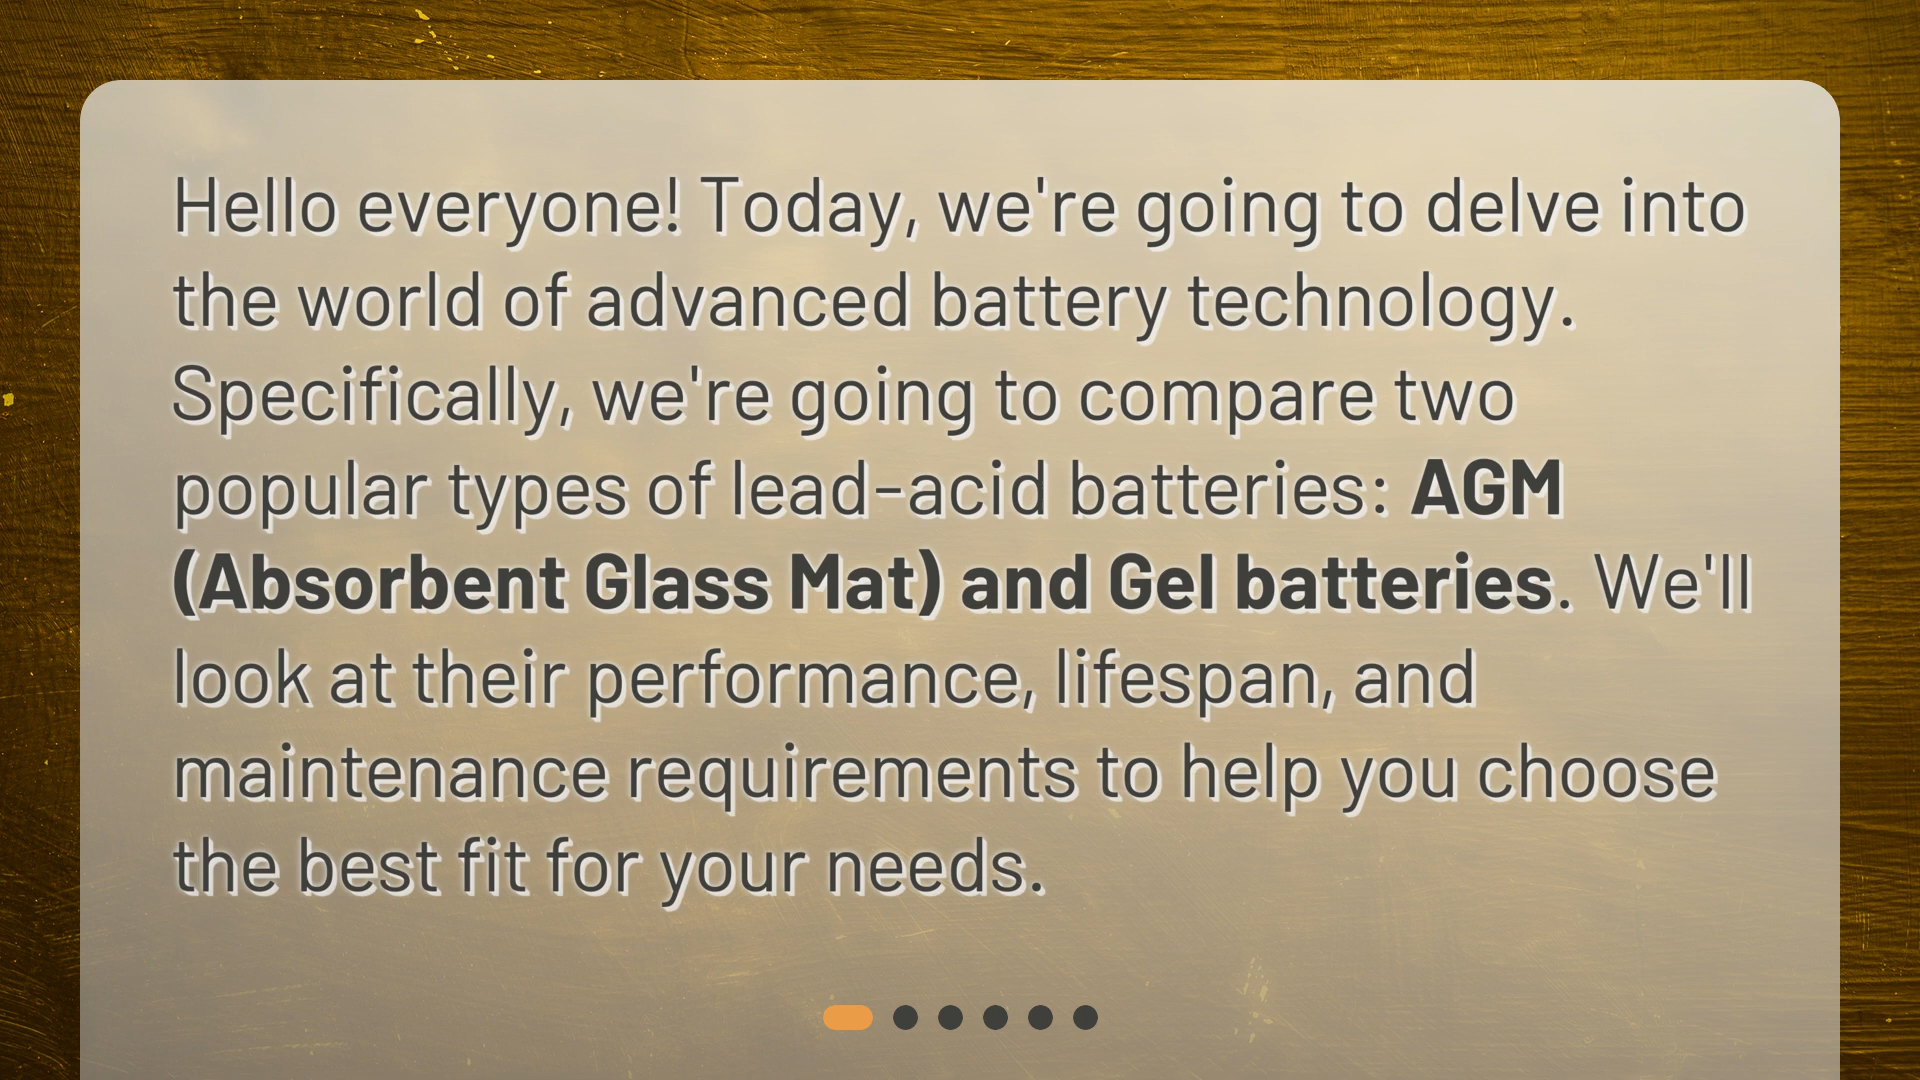 Hello everyone! Today, we're going to delve into
the world of advanced battery technology.
Specifically, we're going to compare two
popular types of lead-acid batteries: AGM
(Absorbent Glass Mat) and Gel batteries. We'll
look at their performance, lifespan, and
maintenance requirements to help you choose
the best fit for your needs.